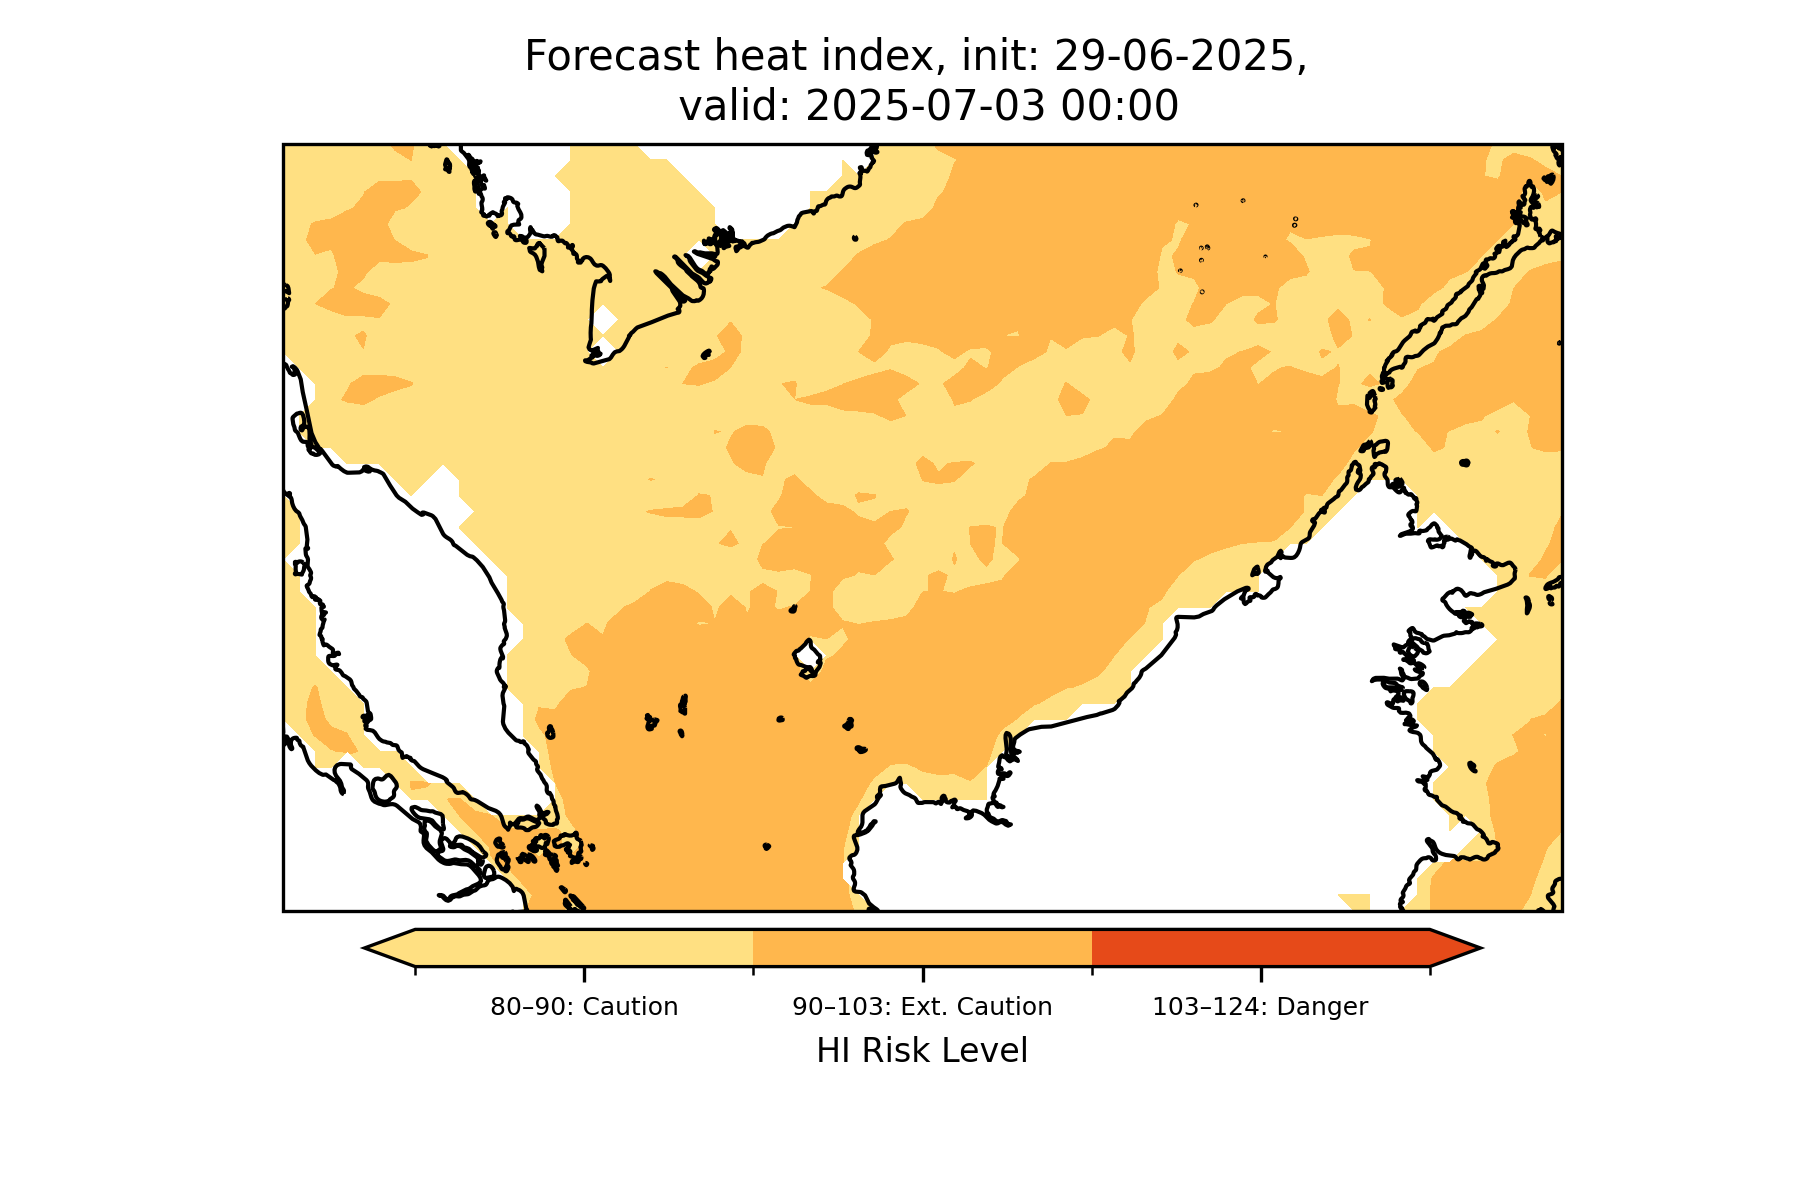 Forecast heat index, init: 29-06-2025,
valid: 2025-07-03 00:00
80–90: Caution
90–103: Ext. Caution
103–124: Danger
HI Risk Level